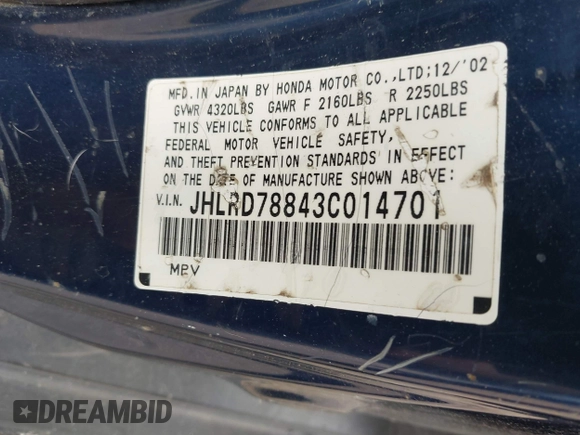 MFD.IN JAPAN BY HONDA MOTOR CO.,LTD;12/'02
GVWR 4320LBS GAWR F 2160LBS R 2250LBS
THIS VEHICLE CONFORMS TO ALL APPLICABLE
FEDERAL MOTOR VEHICLE SAFETY,
AND THEFT PREVENTION STANDARDS IN EFFECT
ON THE DATE OF MANUFACTURE SHOWN ABOVE:
V.I.N. JHLRD78843C014701
MPV
DREAMBID